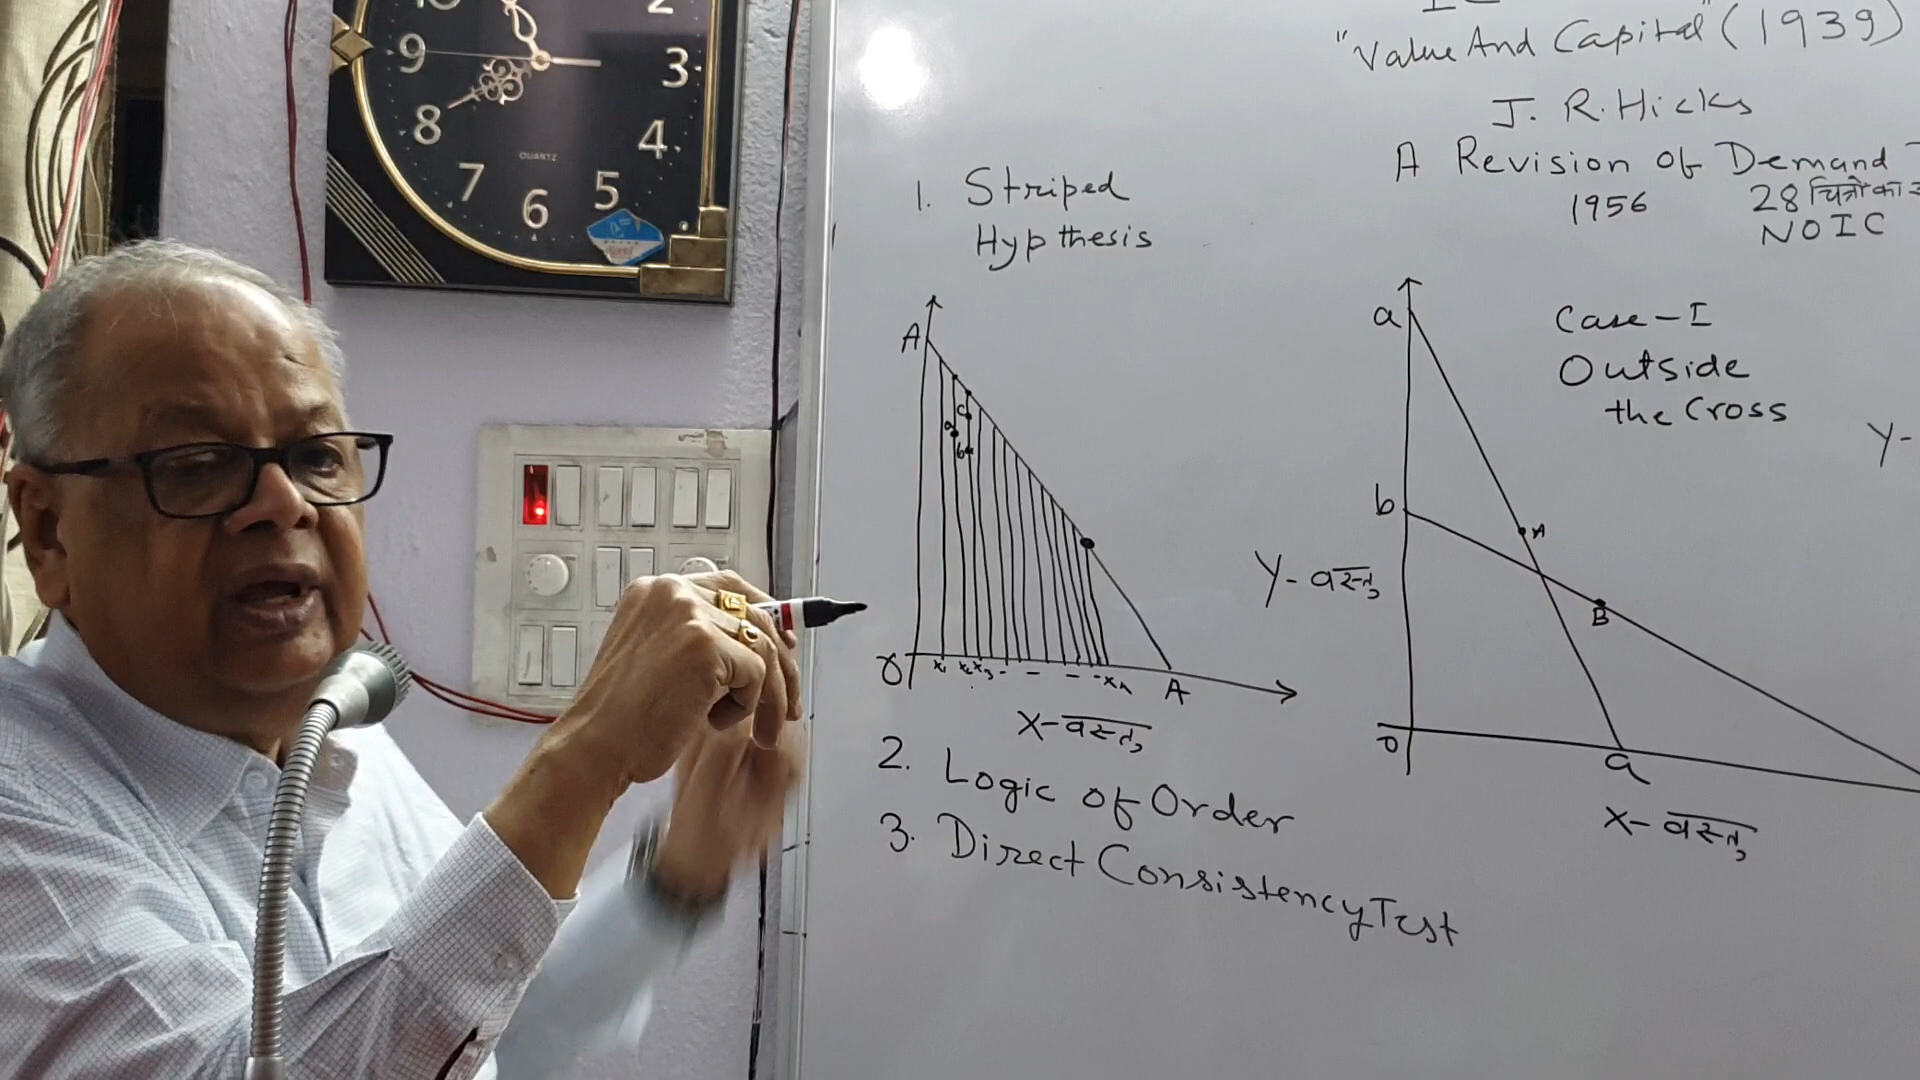 2
9
3
8
4
QUARTZ
7
5
6
"Value And Capital" (1939)
J. R. Hicks
A Revision of Demand
1956
28 चित्रों का
NOIC
1. Striped
Hypthesis
A
c
a
b
O
x₁ x₂ x₃ - - - - xn
A
X-वस्तु
2. Logic of Order
3. Direct Consistency Test
Case-I
Outside
the Cross
a
b
A
B
Y-वस्तु
O
a
X-वस्तु
Y-